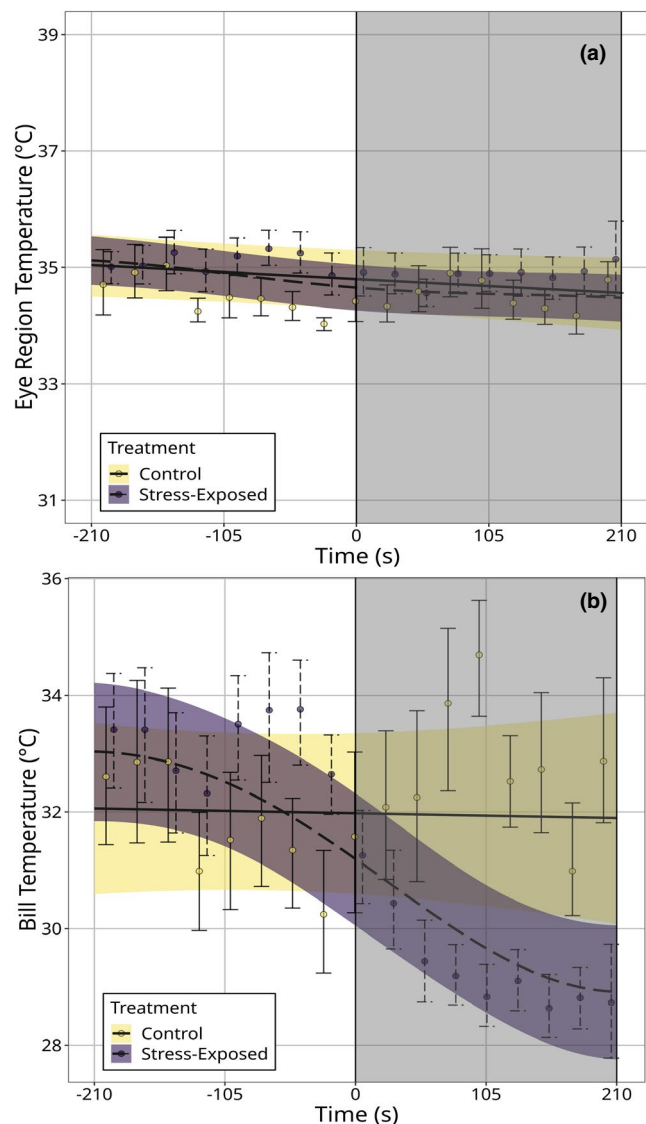 (a)
39
37
35
33
31
Eye Region Temperature (°C)
Treatment
Control
Stress-Exposed
-210
-105
0
105
210
Time (s)
(b)
36
34
32
30
28
Bill Temperature (°C)
Treatment
Control
Stress-Exposed
-210
-105
0
105
210
Time (s)